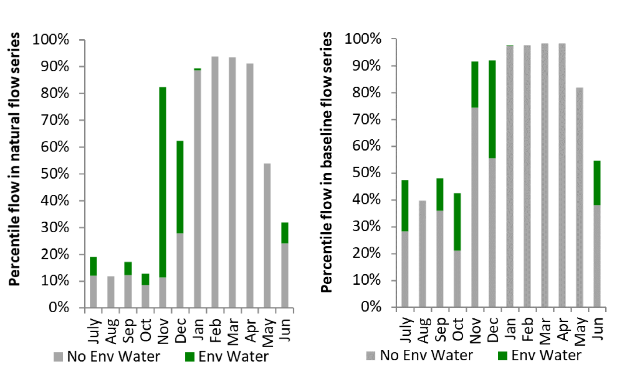 Percentile flow in natural flow series
100%
90%
80%
70%
60%
50%
40%
30%
20%
10%
0%
July
Aug
Sep
Oct
Nov
Dec
Jan
Feb
Mar
Apr
May
Jun
No Env Water
Env Water
Percentile flow in baseline flow series
100%
90%
80%
70%
60%
50%
40%
30%
20%
10%
0%
July
Aug
Sep
Oct
Nov
Dec
Jan
Feb
Mar
Apr
May
Jun
No Env Water
Env Water